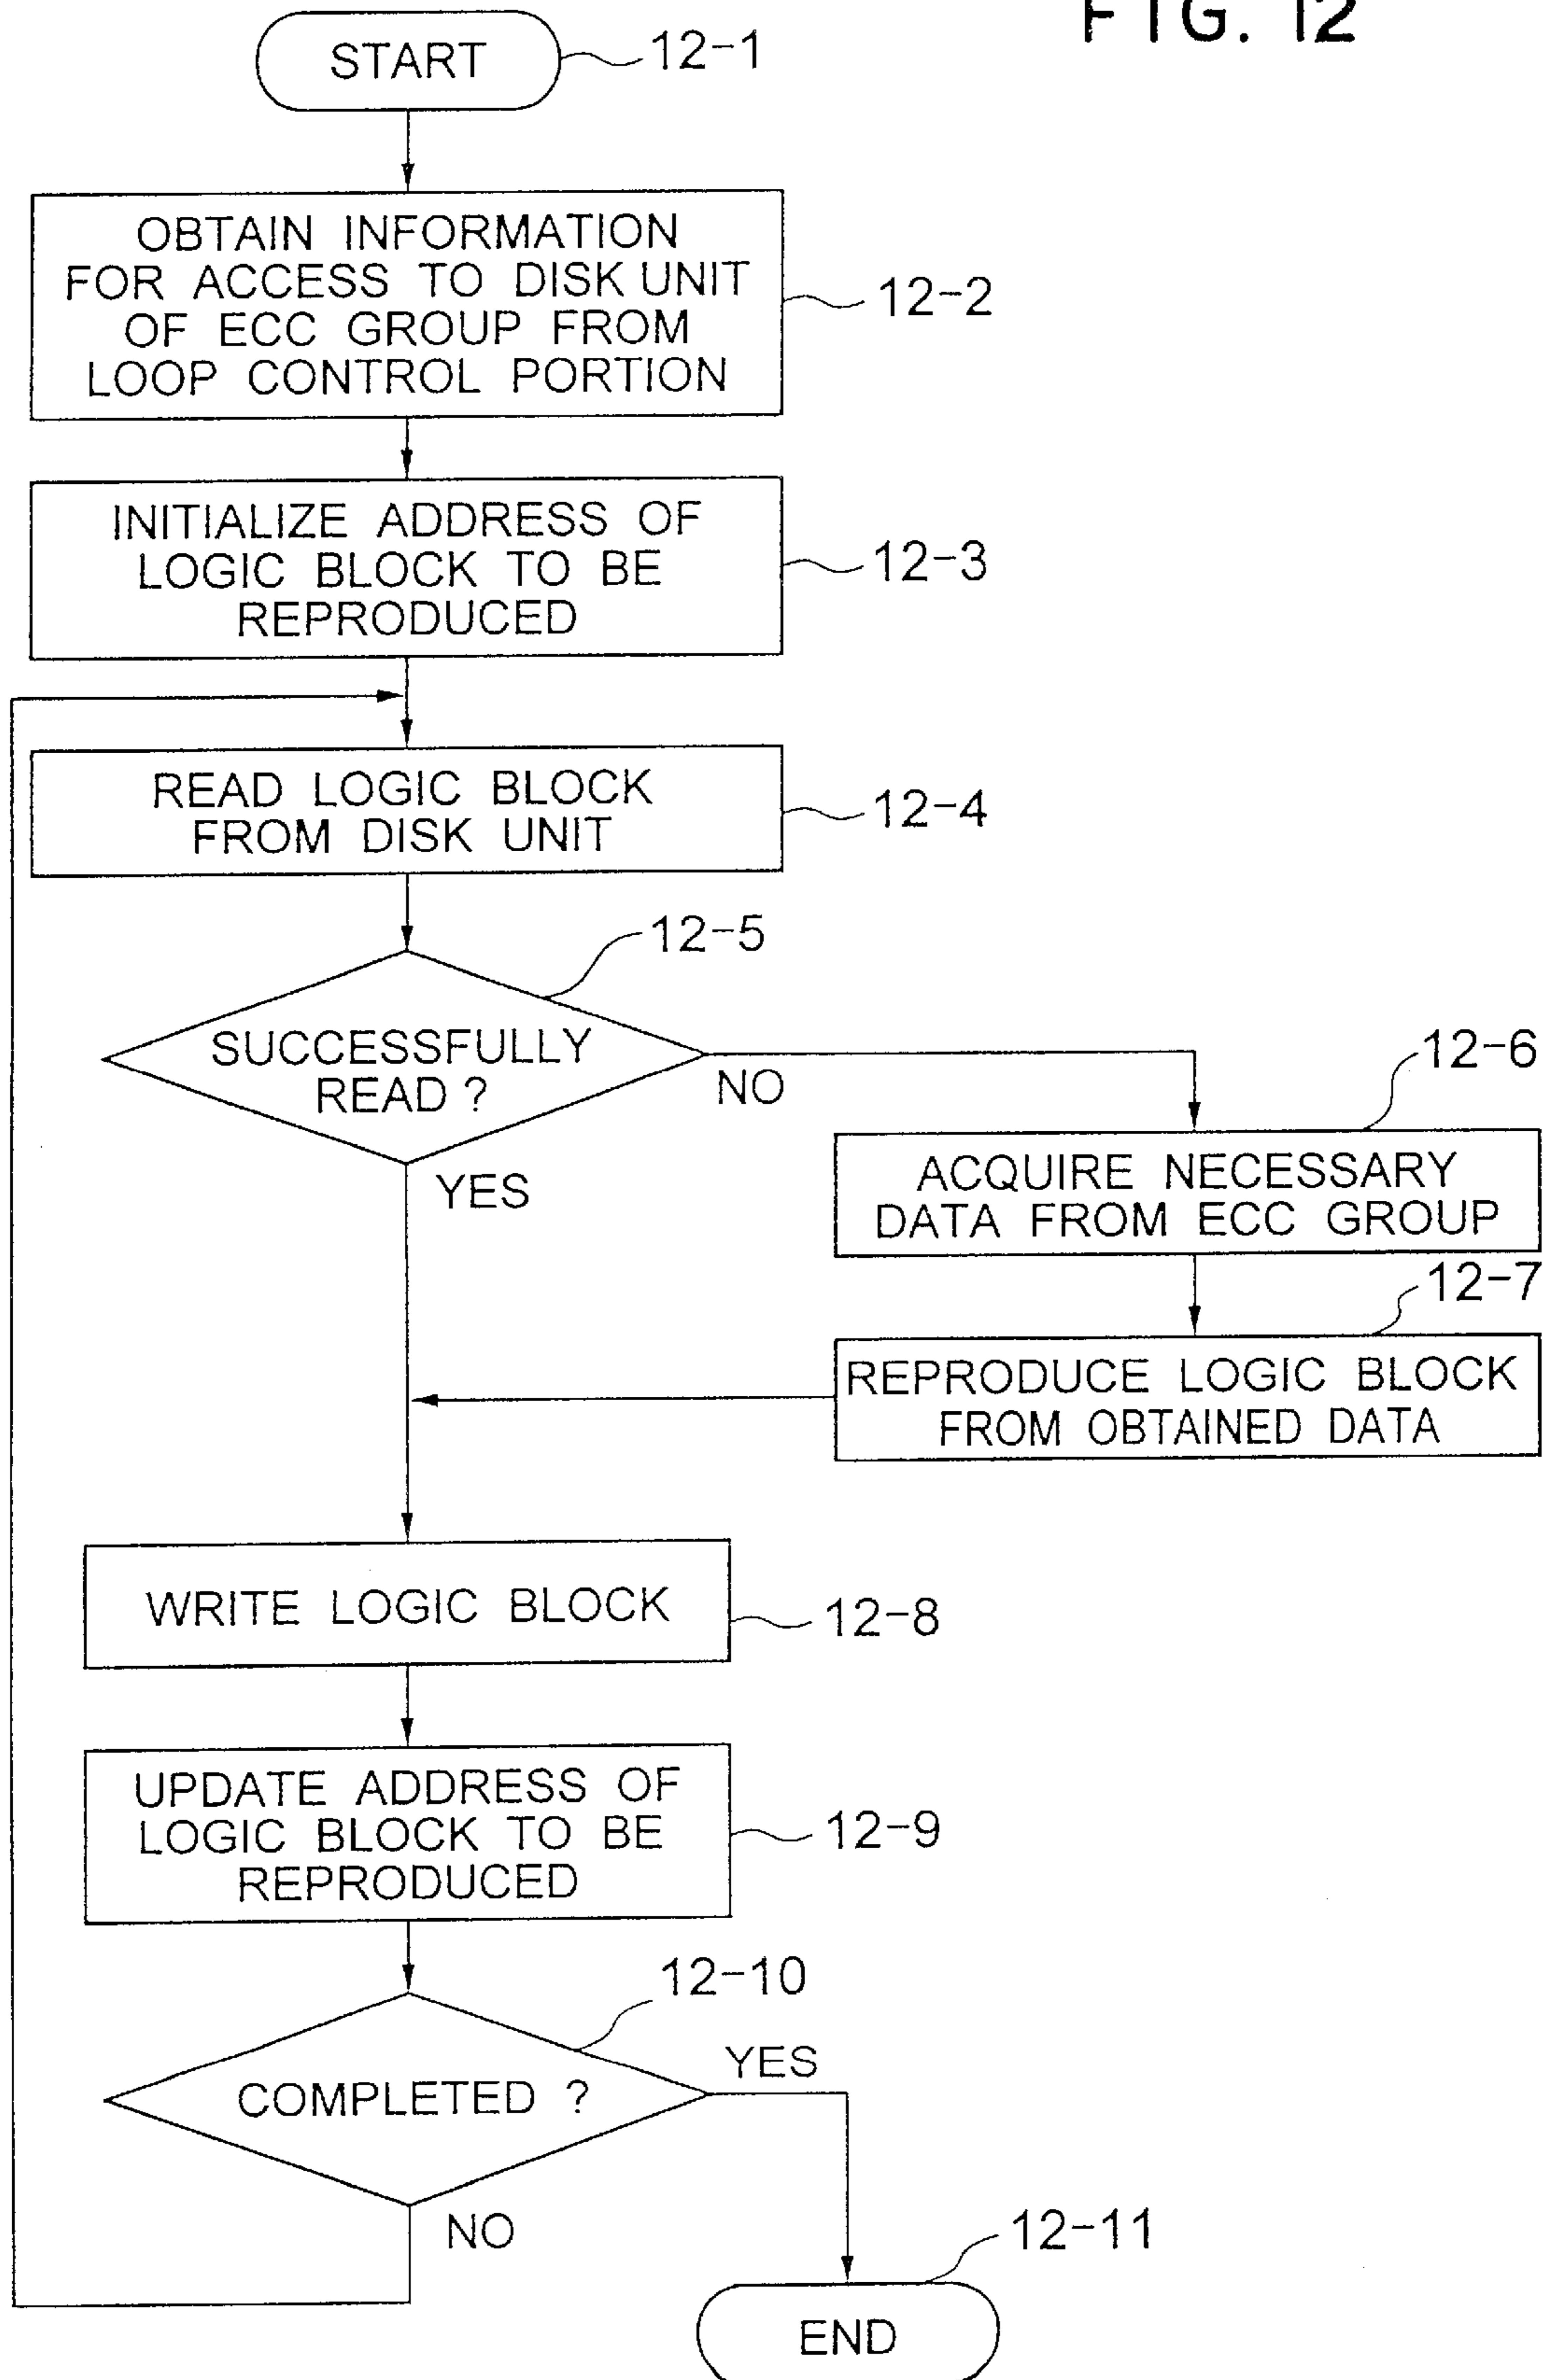 FIG. 12
START
12-1
OBTAIN INFORMATION
FOR ACCESS TO DISK UNIT
OF ECC GROUP FROM
LOOP CONTROL PORTION
12-2
INITIALIZE ADDRESS OF
LOGIC BLOCK TO BE
REPRODUCED
12-3
READ LOGIC BLOCK
FROM DISK UNIT
12-4
12-5
SUCCESSFULLY
READ ?
NO
YES
12-6
ACQUIRE NECESSARY
DATA FROM ECC GROUP
12-7
REPRODUCE LOGIC BLOCK
FROM OBTAINED DATA
WRITE LOGIC BLOCK
12-8
UPDATE ADDRESS OF
LOGIC BLOCK TO BE
REPRODUCED
12-9
12-10
COMPLETED ?
YES
NO
12-11
END